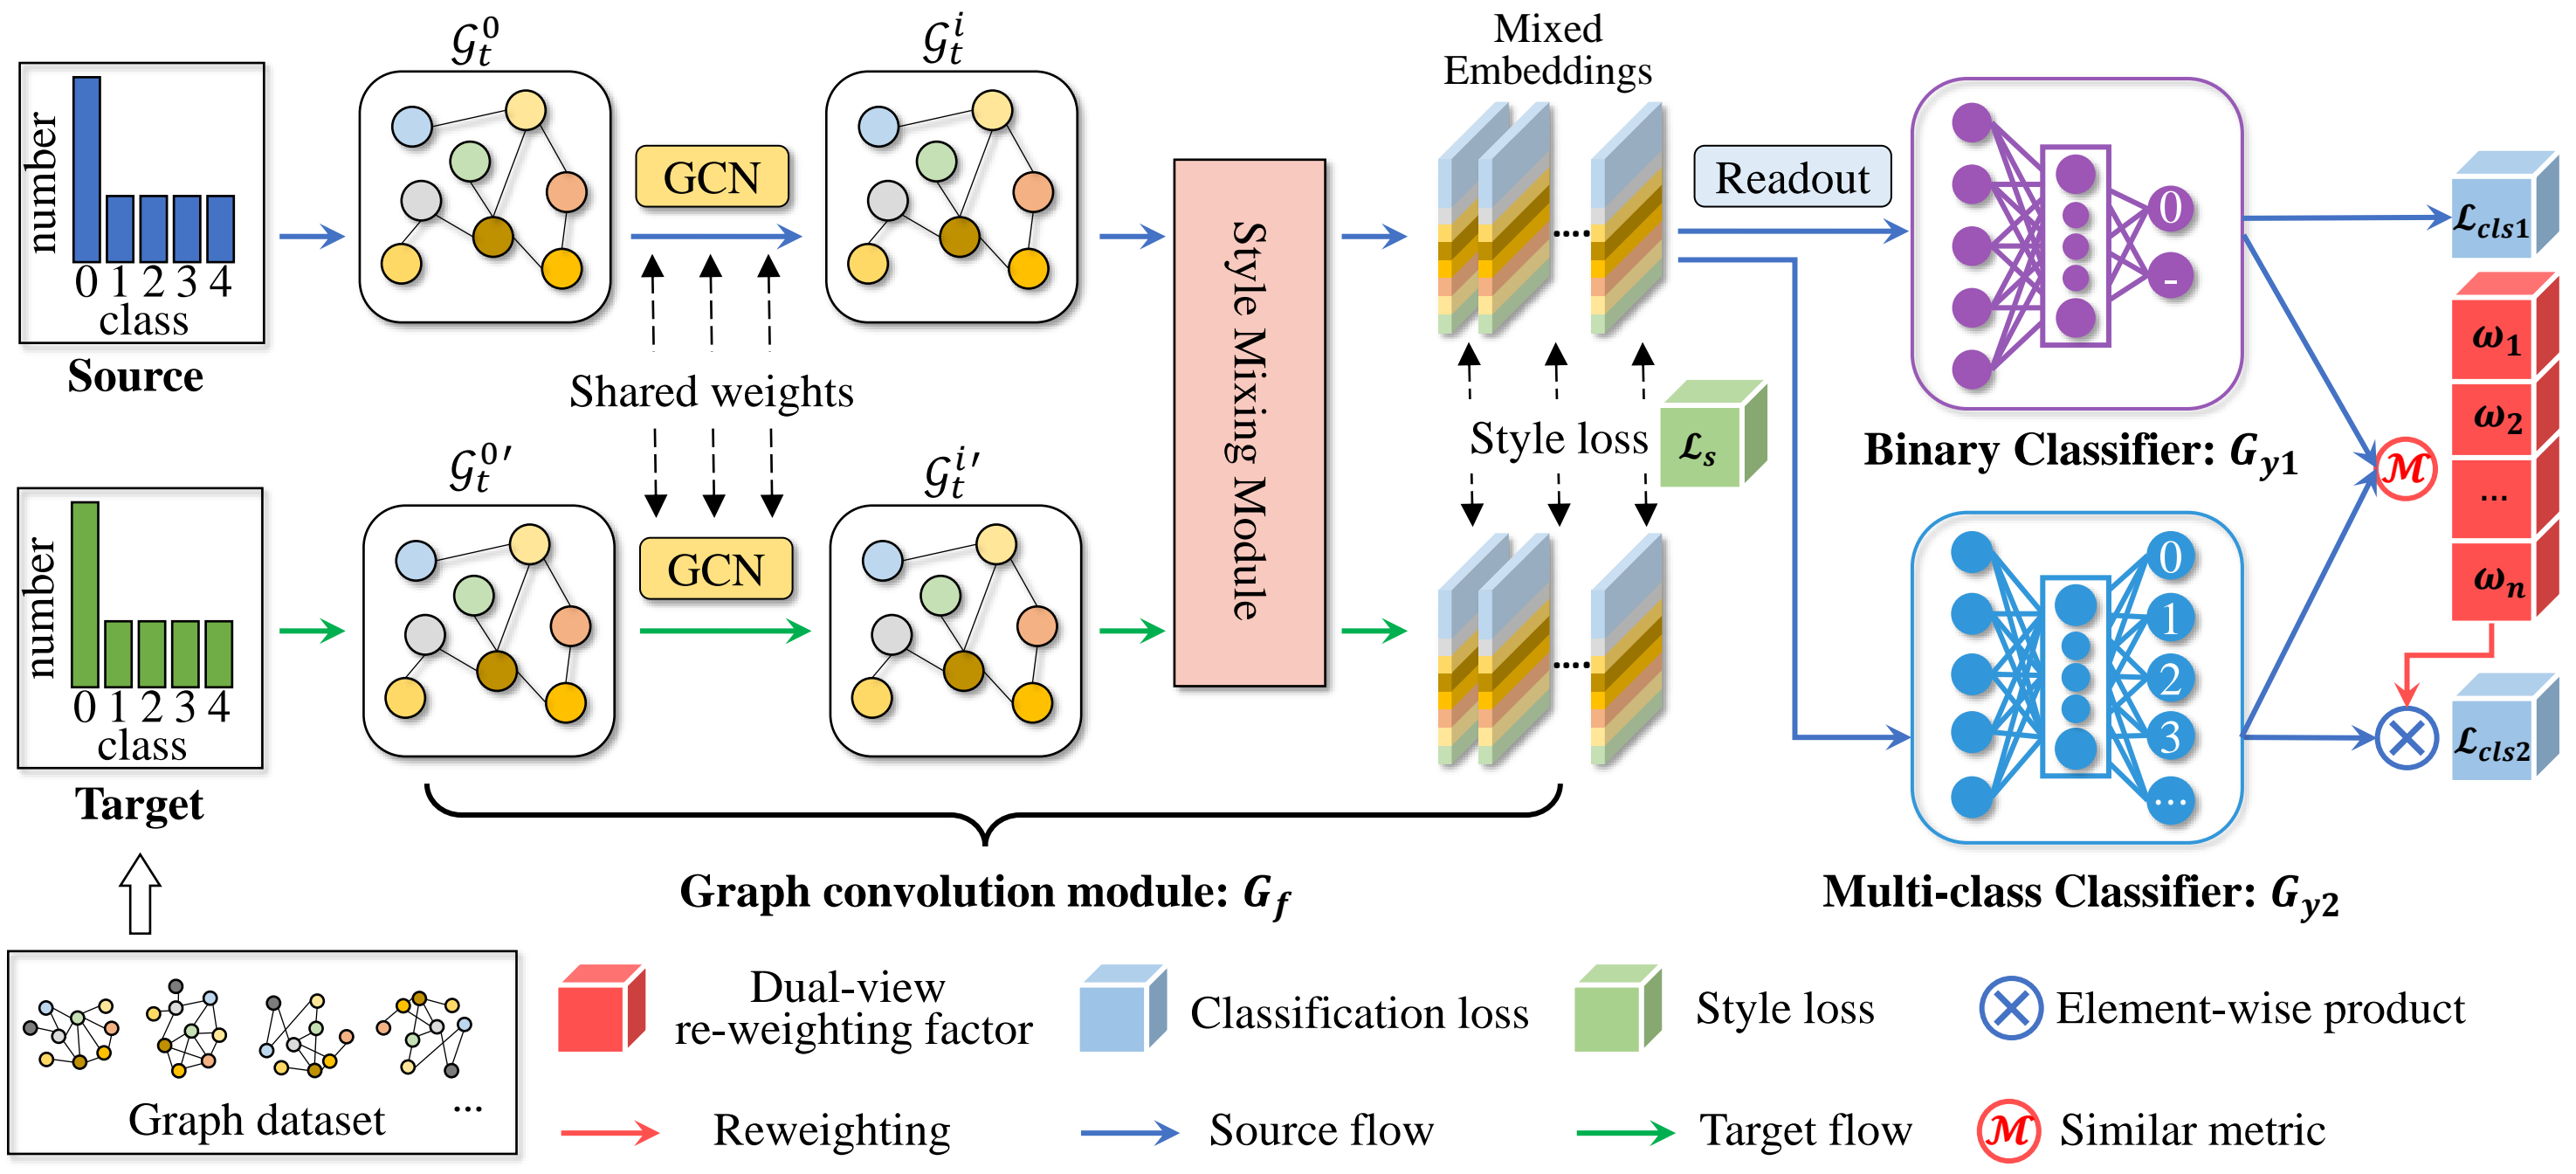 number
0 1 2 3 4
class
Source
𝒢_t^0
GCN
𝒢_t^i
Shared weights
number
0 1 2 3 4
class
Target
𝒢_t^0′
GCN
𝒢_t^i′
Style Mixing Module
Mixed
Embeddings
....
Style loss
ℒ_s
....
Readout
0
-
Binary Classifier: G_y1
0
1
2
3
...
Multi-class Classifier: G_y2
ℒ_cls1
ℳ
ω_1
ω_2
...
ω_n
ℒ_cls2
Graph convolution module: G_f
Graph dataset
...
Dual-view
re-weighting factor
Classification loss
Style loss
Element-wise product
Reweighting
Source flow
Target flow
ℳ
Similar metric